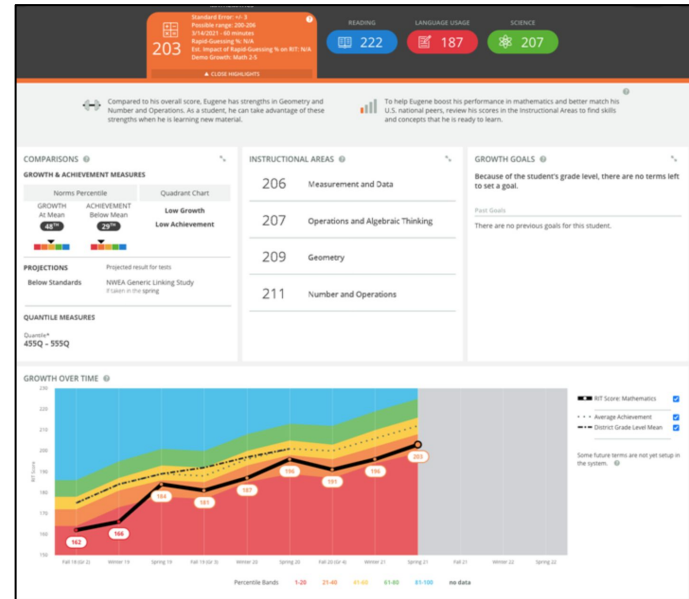 Standard Error: +/- 3
Possible range: 200-206
3/14/2021 - 60 minutes
Rapid-Guessing %: N/A
Est. Impact of Rapid-Guessing % on RIT: N/A
Demo Growth: Math 2-5
203
CLOSE HIGHLIGHTS
READING
222
LANGUAGE USAGE
187
SCIENCE
207
Compared to his overall score, Eugene has strengths in Geometry and
Number and Operations. As a student, he can take advantage of these
strengths when he is learning new material.
To help Eugene boost his performance in mathematics and better match his
U.S. national peers, review his scores in the Instructional Areas to find skills
and concepts that he is ready to learn.
COMPARISONS
GROWTH & ACHIEVEMENT MEASURES
Norms Percentile
Quadrant Chart
GROWTH
At Mean
48TH
ACHIEVEMENT
Below Mean
29TH
Low Growth
Low Achievement
PROJECTIONS
Projected result for tests
Below Standards
NWEA Generic Linking Study
If taken in the spring
QUANTILE MEASURES
Quantile®
455Q - 555Q
INSTRUCTIONAL AREAS
206 Measurement and Data
207 Operations and Algebraic Thinking
209 Geometry
211 Number and Operations
GROWTH GOALS
Because of the student's grade level, there are no terms left
to set a goal.
Past Goals
There are no previous goals for this student.
GROWTH OVER TIME
230
220
210
200
190
180
170
160
150
RIT Score
162
166
184
181
187
196
191
196
203
Fall 18 (Gr 2)
Winter 19
Spring 19
Fall 19 (Gr 3)
Winter 20
Spring 20
Fall 20 (Gr 4)
Winter 21
Spring 21
Fall 21
Winter 22
Spring 22
RIT Score: Mathematics
Average Achievement
District Grade Level Mean
Some future terms are not yet setup in
the system.
Percentile Bands 1-20 21-40 41-60 61-80 81-100 no data